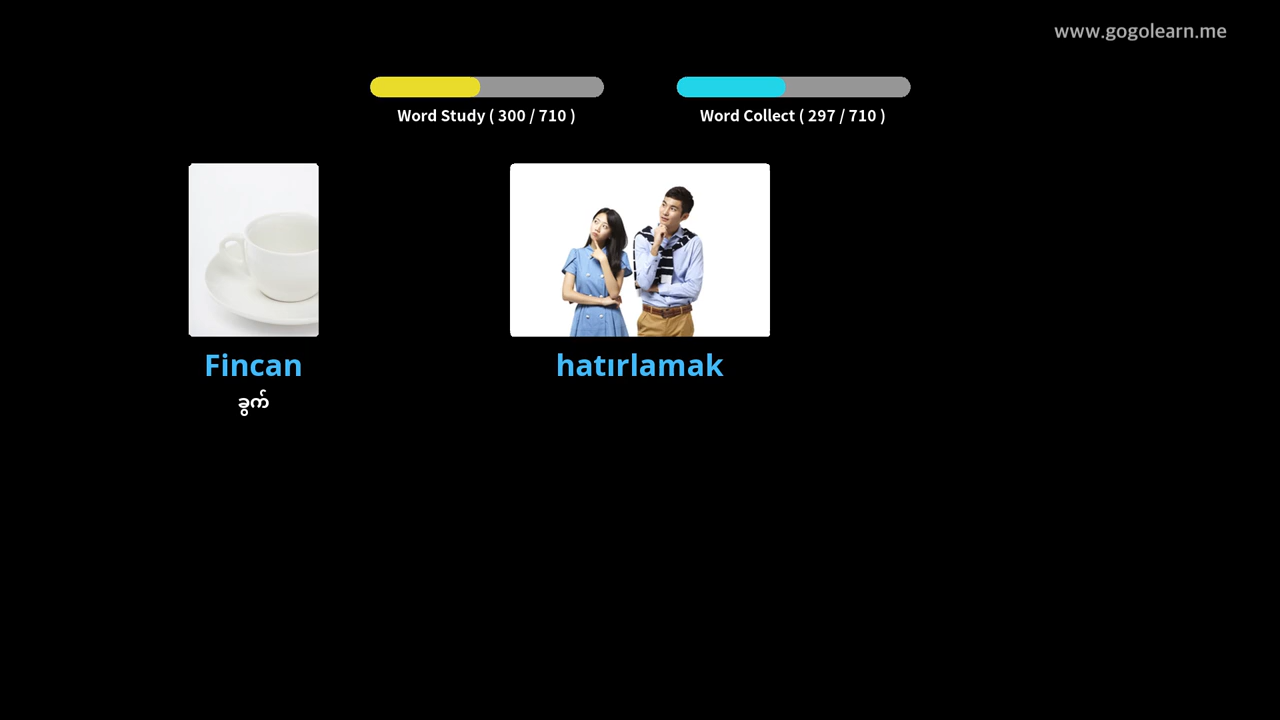 www.gogolearn.me
Word Study ( 300 / 710 )
Word Collect ( 297 / 710 )
Fincan
ခွက်
hatırlamak